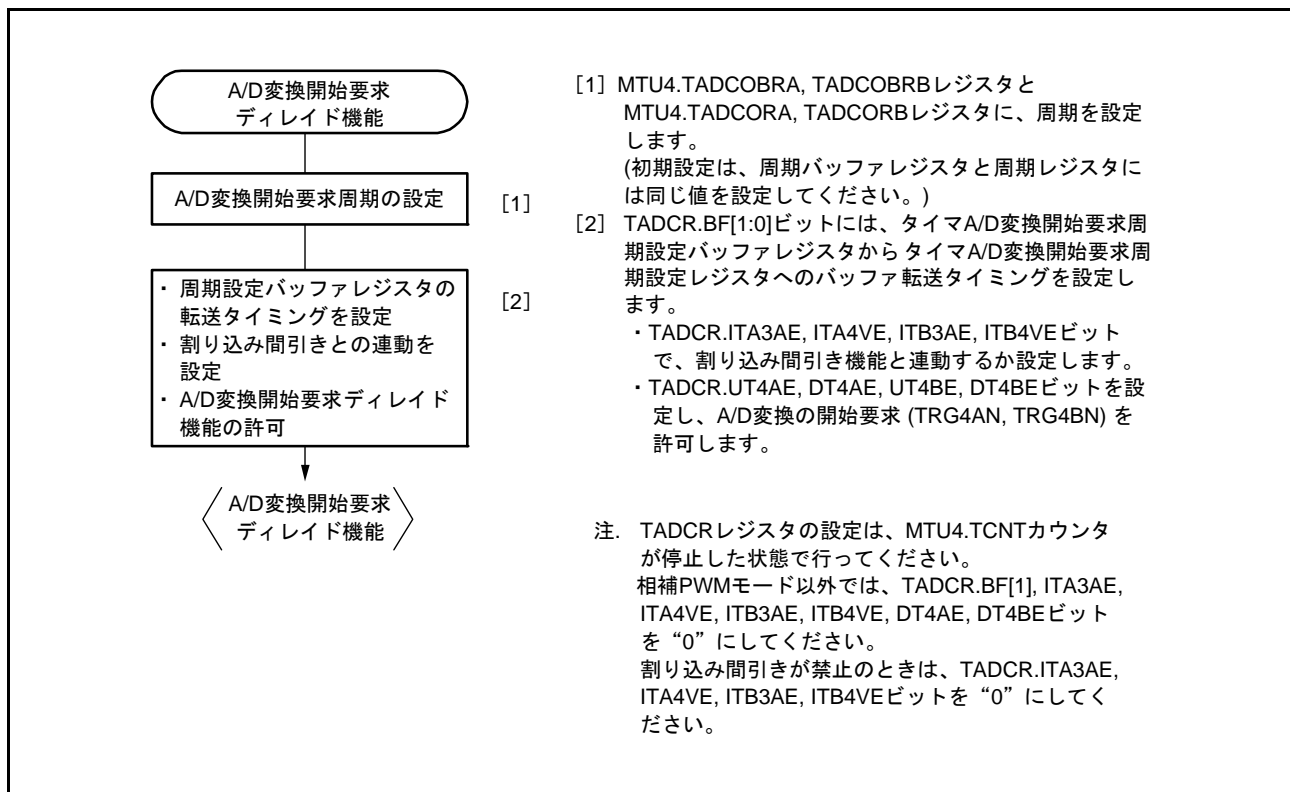 A/D変換開始要求
ディレイド機能
A/D変換開始要求周期の設定
[1]
・ 周期設定バッファレジスタの
転送タイミングを設定
・ 割り込み間引きとの連動を
設定
・ A/D変換開始要求ディレイド
機能の許可
[2]
A/D変換開始要求
ディレイド機能
[1] MTU4.TADCOBRA, TADCOBRBレジスタと
MTU4.TADCORA, TADCORBレジスタに、周期を設定
します。
(初期設定は、周期バッファレジスタと周期レジスタに
は同じ値を設定してください。)
[2] TADCR.BF[1:0]ビットには、タイマA/D変換開始要求周
期設定バッファレジスタから タイマA/D変換開始要求周
期設定レジスタへのバッファ転送タイミングを設定し
ます。
・TADCR.ITA3AE, ITA4VE, ITB3AE, ITB4VEビット
で、割り込み間引き機能と連動するか設定します。
・TADCR.UT4AE, DT4AE, UT4BE, DT4BEビットを設
定し、A/D変換の開始要求 (TRG4AN, TRG4BN) を
許可します。
注. TADCRレジスタの設定は、MTU4.TCNTカウンタ
が停止した状態で行ってください。
相補PWMモード以外では、TADCR.BF[1], ITA3AE,
ITA4VE, ITB3AE, ITB4VE, DT4AE, DT4BEビット
を“0”にしてください。
割り込み間引きが禁止のときは、TADCR.ITA3AE,
ITA4VE, ITB3AE, ITB4VEビットを“0”にしてく
ださい。